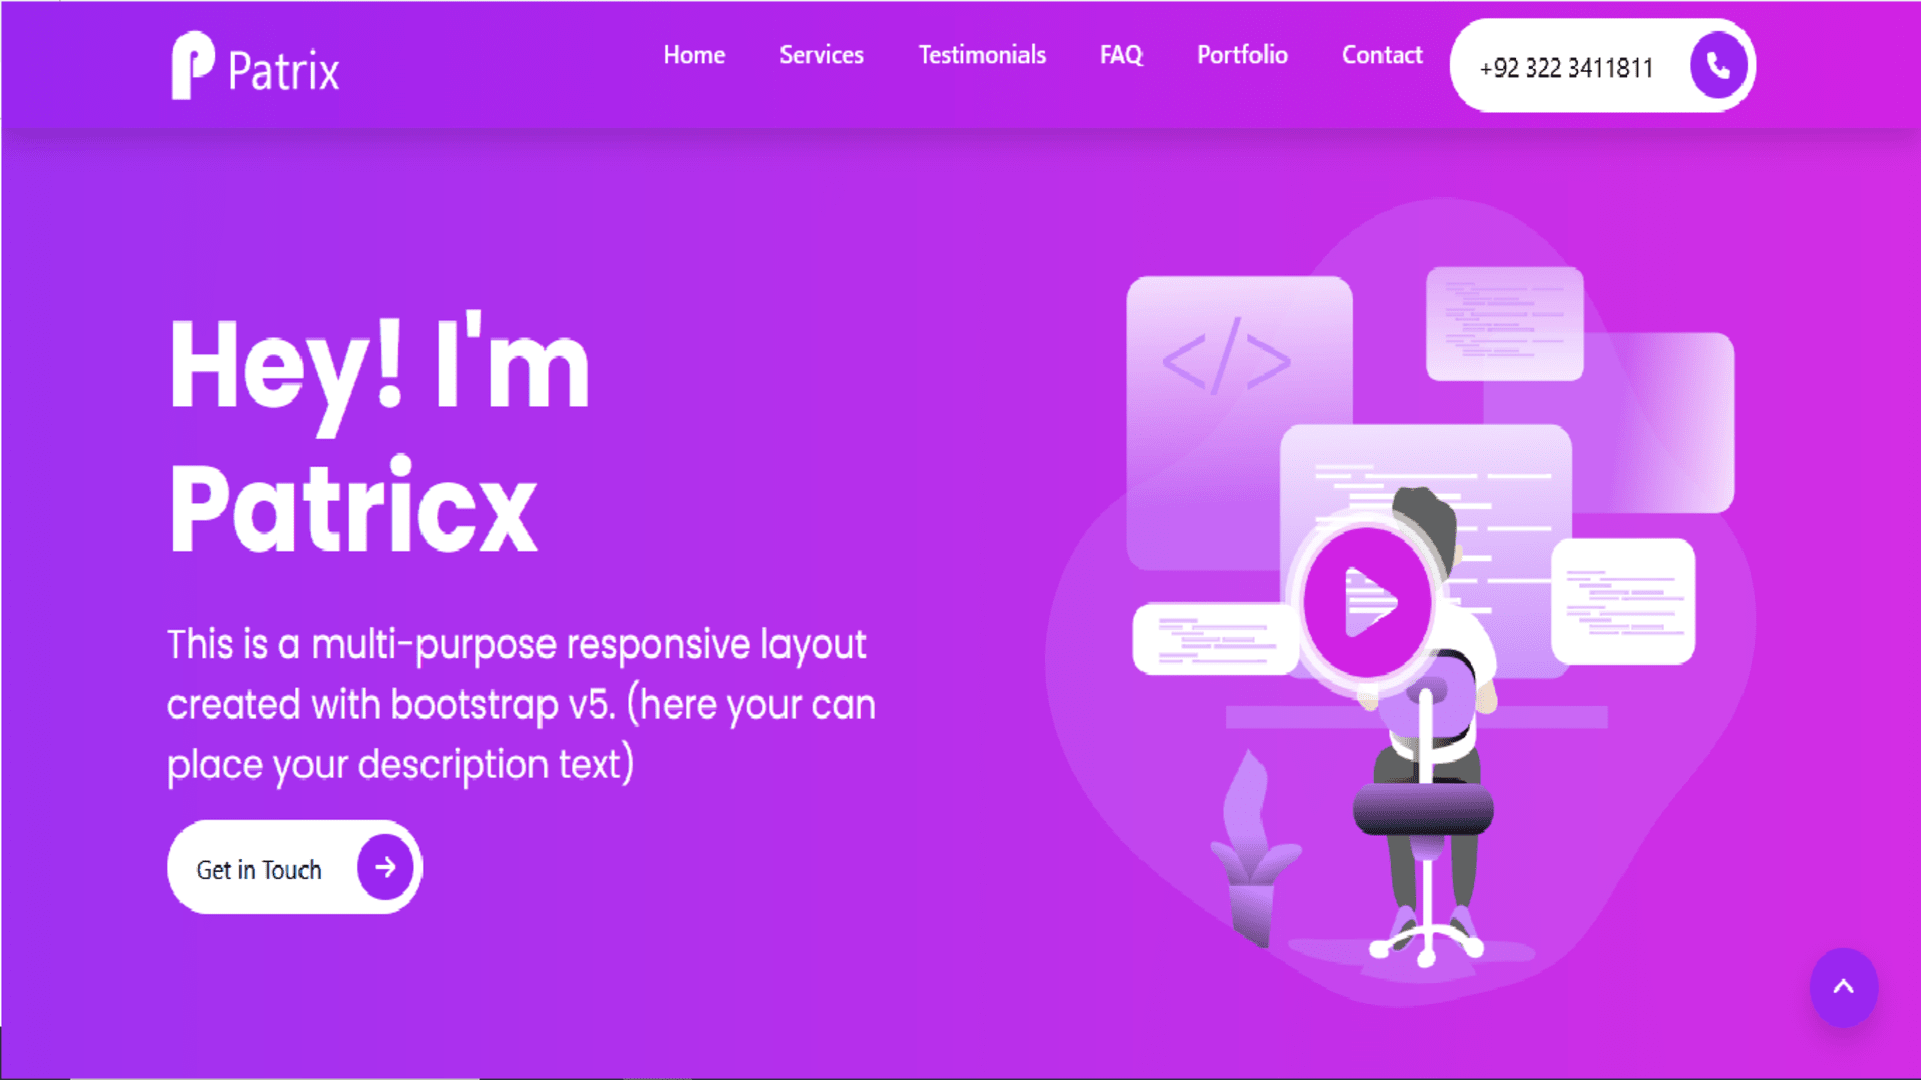 Patrix
Home Services Testimonials FAQ Portfolio Contact +92 322 3411811
Hey! I'm
Patricx
This is a multi-purpose responsive layout
created with bootstrap v5. (here your can
place your description text)
Get in Touch
</>